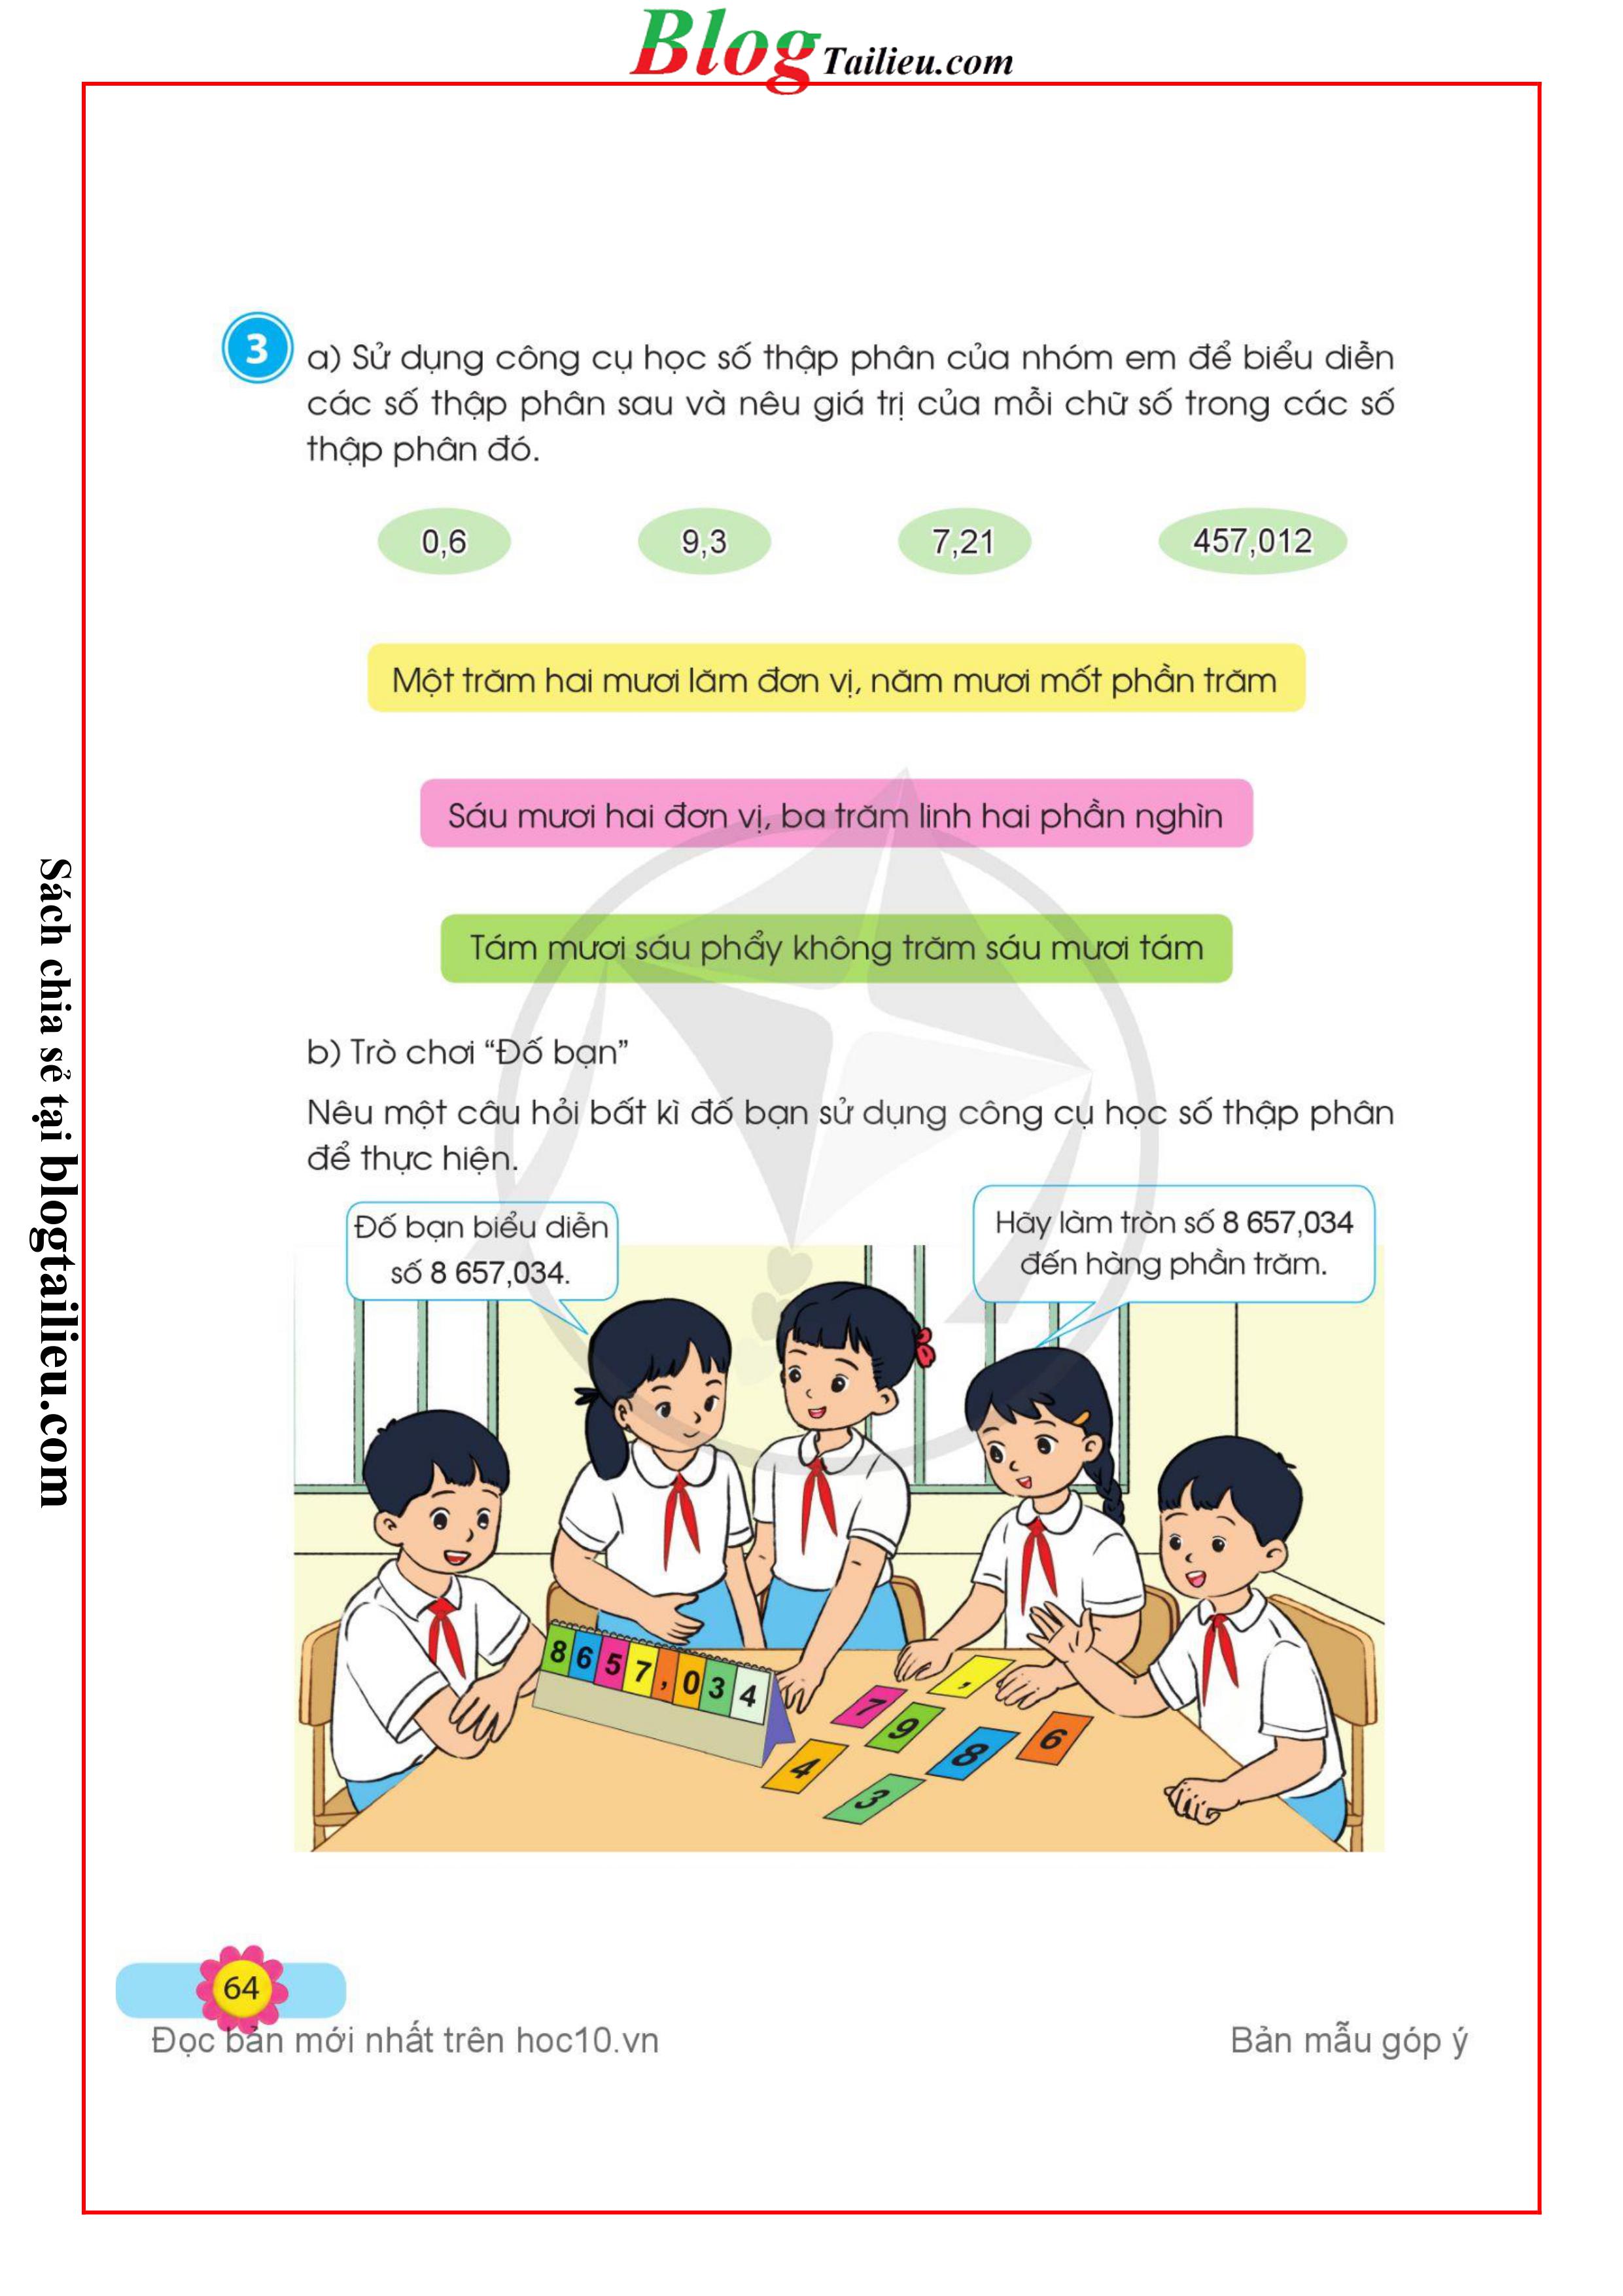 Blog Tailieu.com
3
a) Sử dụng công cụ học số thập phân của nhóm em để biểu diễn
các số thập phân sau và nêu giá trị của mỗi chữ số trong các số
thập phân đó.
0,6 9,3 7,21 457,012
Một trăm hai mươi lăm đơn vị, năm mươi mốt phần trăm
Sáu mươi hai đơn vị, ba trăm linh hai phần nghìn
Tám mươi sáu phẩy không trăm sáu mươi tám
b) Trò chơi “Đố bạn”
Nêu một câu hỏi bất kì đố bạn sử dụng công cụ học số thập phân
để thực hiện.
Đố bạn biểu diễn
số 8 657,034.
Hãy làm tròn số 8 657,034
đến hàng phần trăm.
8 6 5 7 , 0 3 4
,
7
9
8
6
4
3
64
Đọc bản mới nhất trên hoc10.vn
Bản mẫu góp ý
Sách chia sẻ tại blogtailieu.com